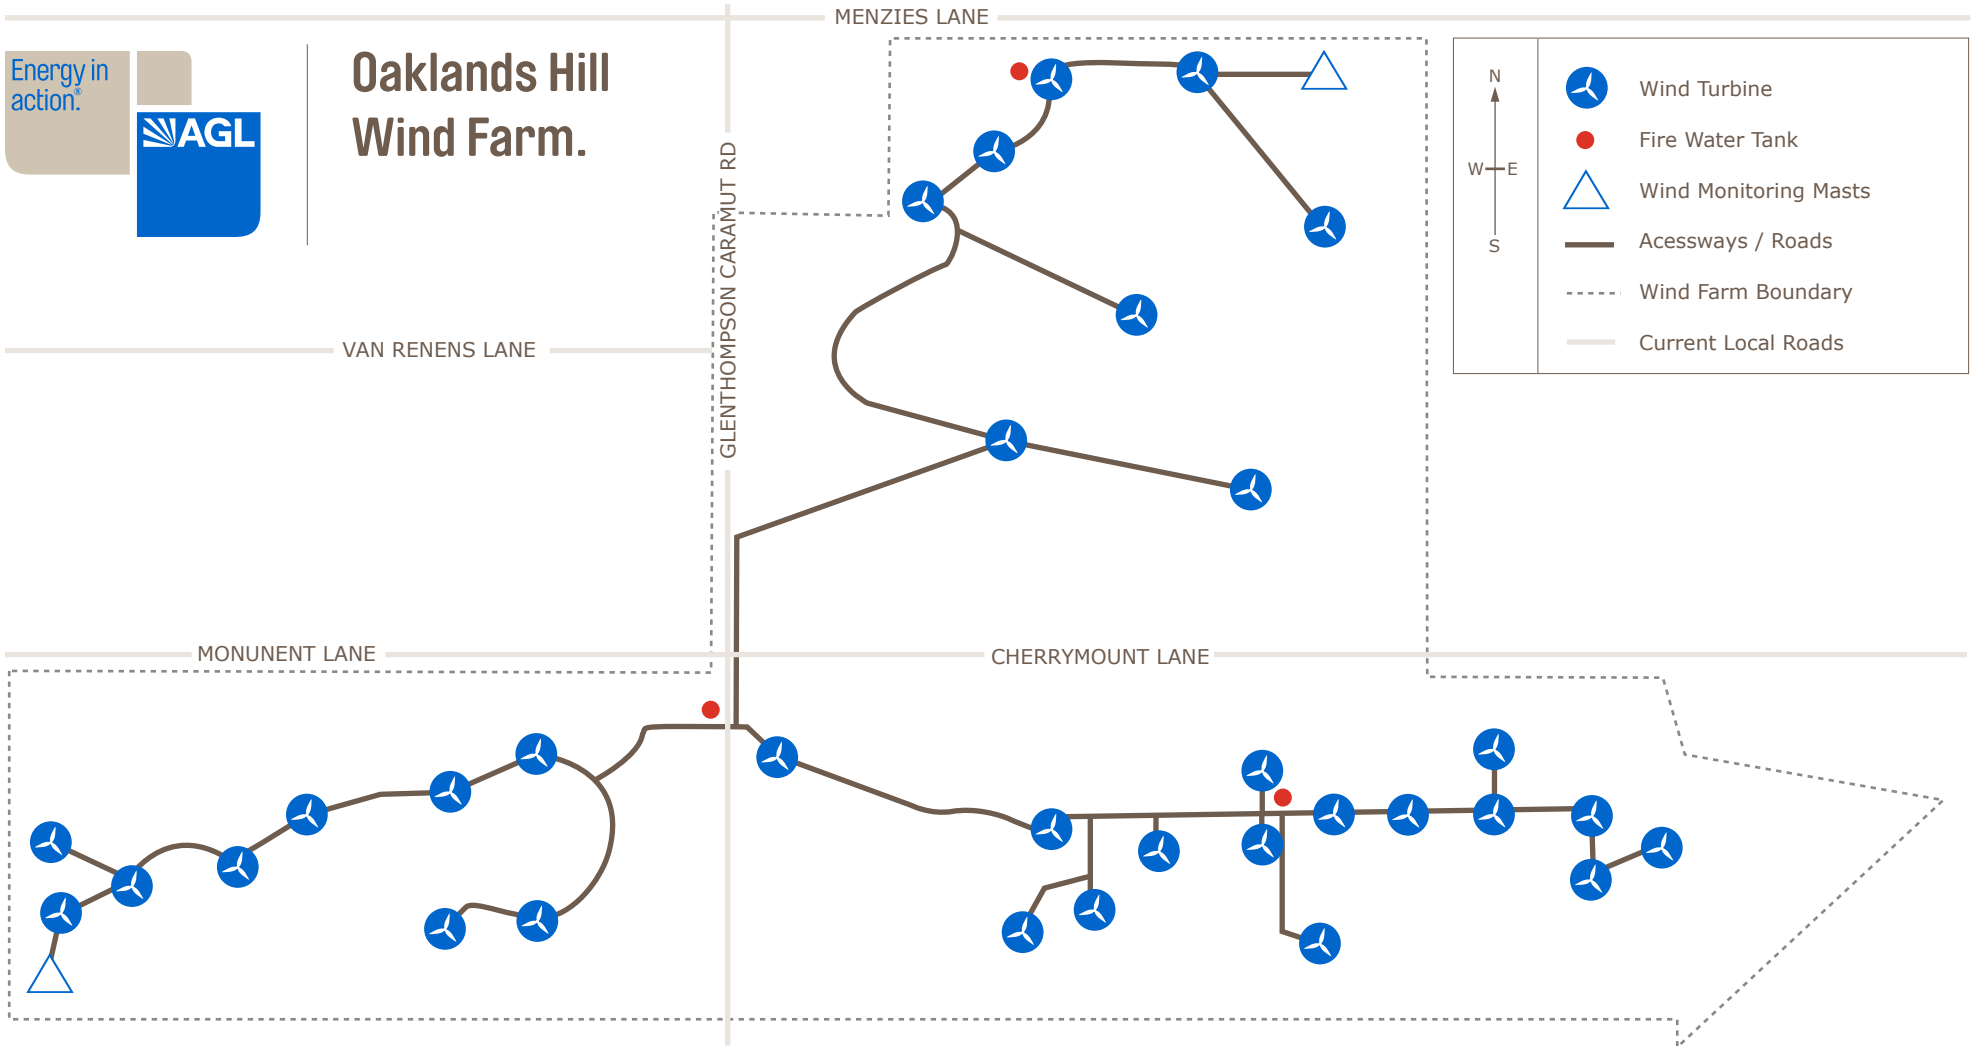 MENZIES LANE
Energy in
action.®
AGL
Oaklands Hill
Wind Farm.
N
W E
S
Wind Turbine
Fire Water Tank
Wind Monitoring Masts
Acessways / Roads
Wind Farm Boundary
Current Local Roads
GLENTHOMPSON CARAMUT RD
VAN RENENS LANE
MONUNENT LANE
CHERRYMOUNT LANE